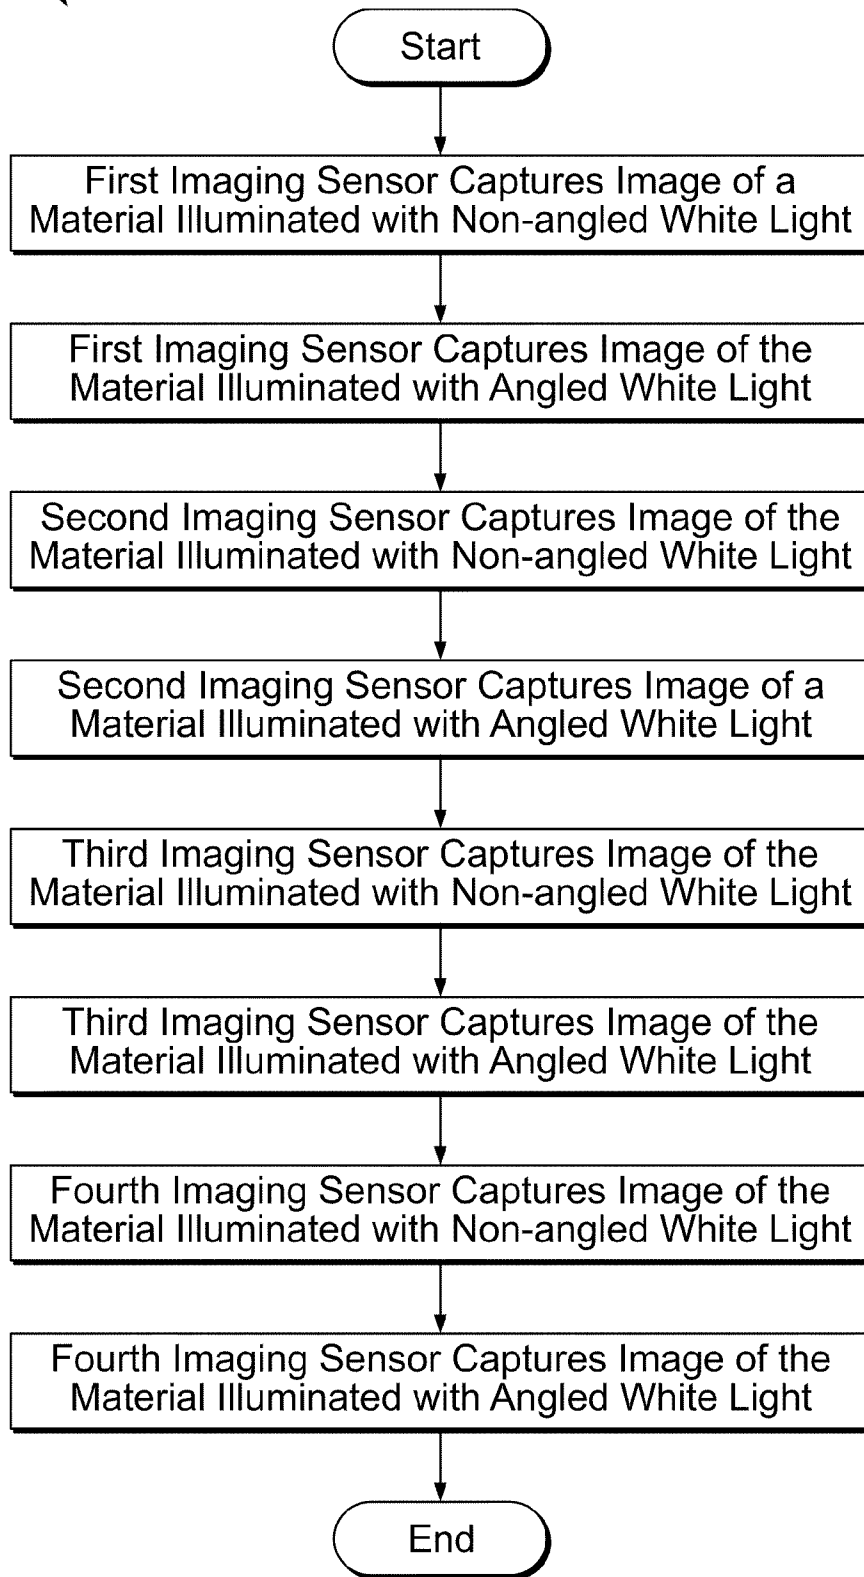 Start
First Imaging Sensor Captures Image of a
Material Illuminated with Non-angled White Light
First Imaging Sensor Captures Image of the
Material Illuminated with Angled White Light
Second Imaging Sensor Captures Image of the
Material Illuminated with Non-angled White Light
Second Imaging Sensor Captures Image of a
Material Illuminated with Angled White Light
Third Imaging Sensor Captures Image of the
Material Illuminated with Non-angled White Light
Third Imaging Sensor Captures Image of the
Material Illuminated with Angled White Light
Fourth Imaging Sensor Captures Image of the
Material Illuminated with Non-angled White Light
Fourth Imaging Sensor Captures Image of the
Material Illuminated with Angled White Light
End